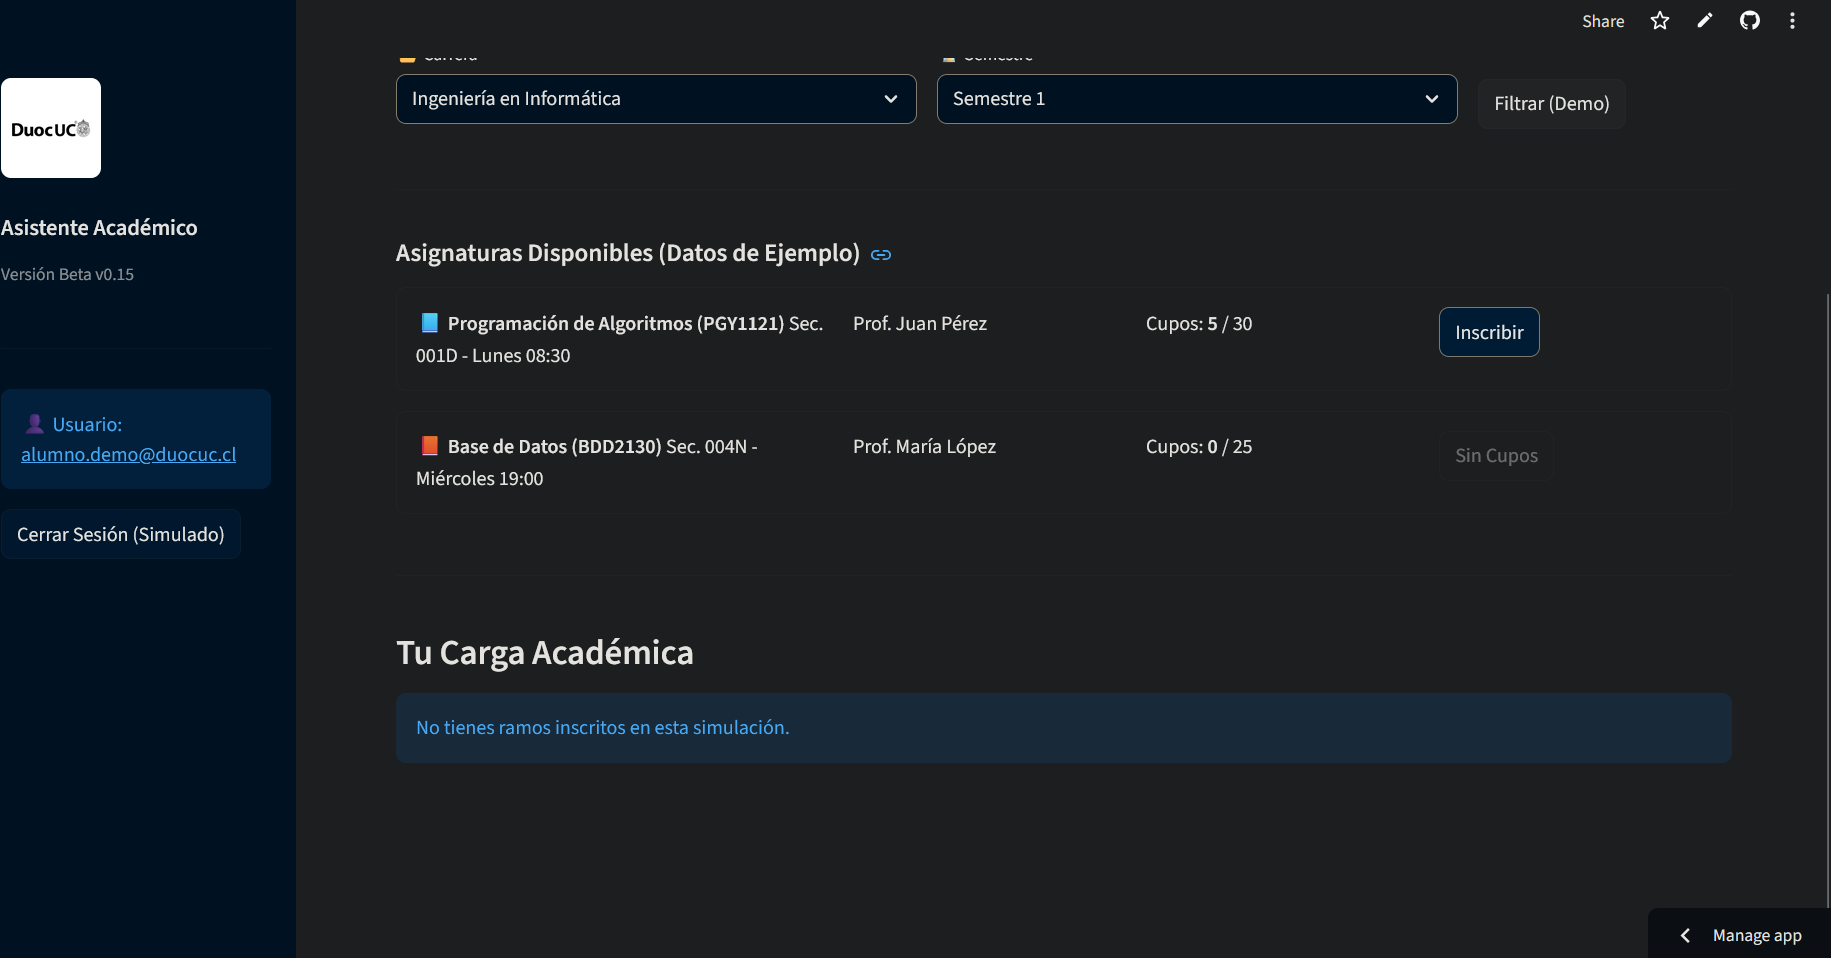 Share
Carrera
Semestre
Ingeniería en Informática
Semestre 1
Filtrar (Demo)
DuocUC
Asistente Académico
Versión Beta v0.15
Usuario:
alumno.demo@duocuc.cl
Cerrar Sesión (Simulado)
Asignaturas Disponibles (Datos de Ejemplo)
Programación de Algoritmos (PGY1121) Sec.
001D - Lunes 08:30
Prof. Juan Pérez
Cupos: 5 / 30
Inscribir
Base de Datos (BDD2130) Sec. 004N -
Miércoles 19:00
Prof. María López
Cupos: 0 / 25
Sin Cupos
Tu Carga Académica
No tienes ramos inscritos en esta simulación.
Manage app